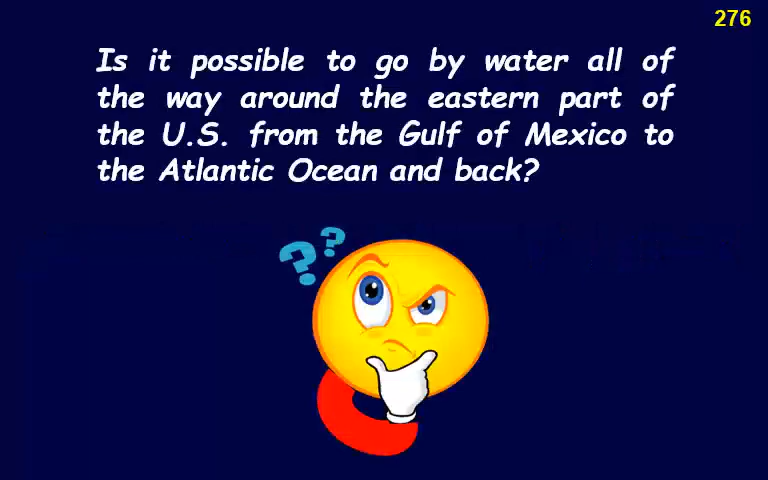 276
Is it possible to go by water all of
the way around the eastern part of
the U.S. from the Gulf of Mexico to
the Atlantic Ocean and back?
? ?